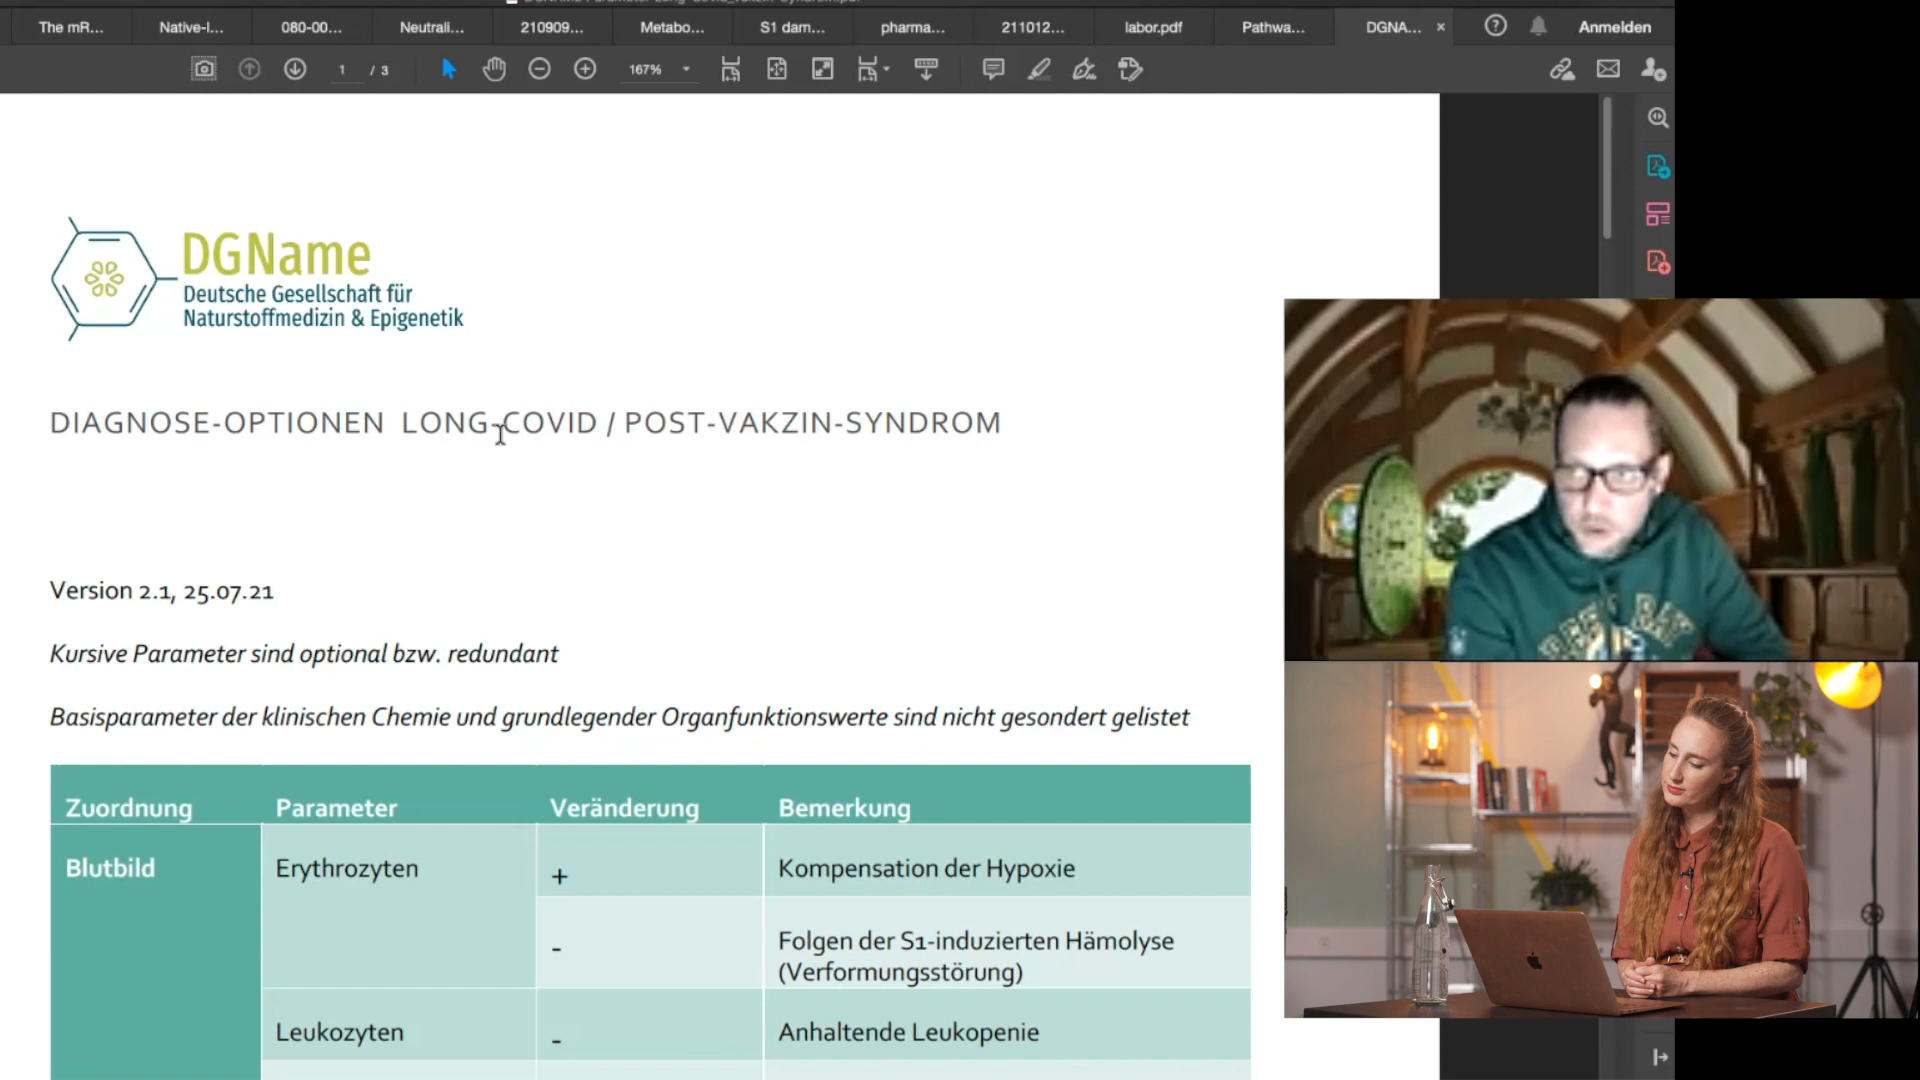 The mR...
Native-l...
080-00...
Neutrali...
210909...
Metabo...
S1 dam...
pharma...
211012...
labor.pdf
Pathwa...
DGNA...
Anmelden
1 / 3
167%
DGName
Deutsche Gesellschaft für
Naturstoffmedizin & Epigenetik
DIAGNOSE-OPTIONEN LONG-COVID / POST-VAKZIN-SYNDROM
Version 2.1, 25.07.21
Kursive Parameter sind optional bzw. redundant
Basisparameter der klinischen Chemie und grundlegender Organfunktionswerte sind nicht gesondert gelistet
Zuordnung Parameter Veränderung Bemerkung
Blutbild Erythrozyten + Kompensation der Hypoxie
- Folgen der S1-induzierten Hämolyse
(Verformungsstörung)
Leukozyten - Anhaltende Leukopenie